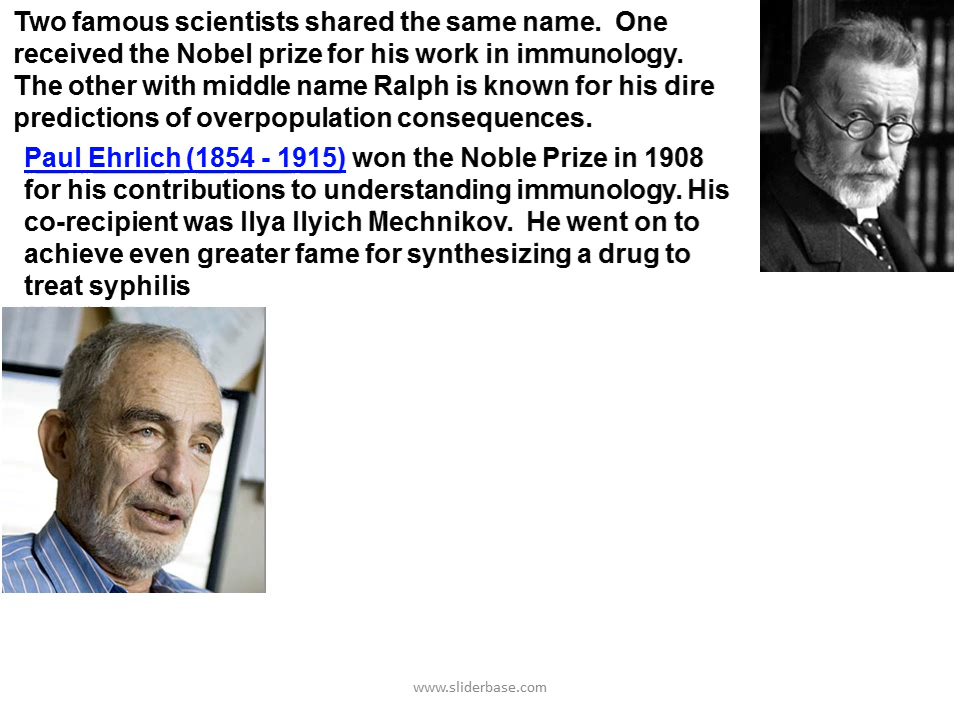 Two famous scientists shared the same name.  One
received the Nobel prize for his work in immunology.
The other with middle name Ralph is known for his dire
predictions of overpopulation consequences.
Paul Ehrlich (1854 - 1915) won the Noble Prize in 1908
for his contributions to understanding immunology. His
co-recipient was Ilya Ilyich Mechnikov.  He went on to
achieve even greater fame for synthesizing a drug to
treat syphilis
www.sliderbase.com